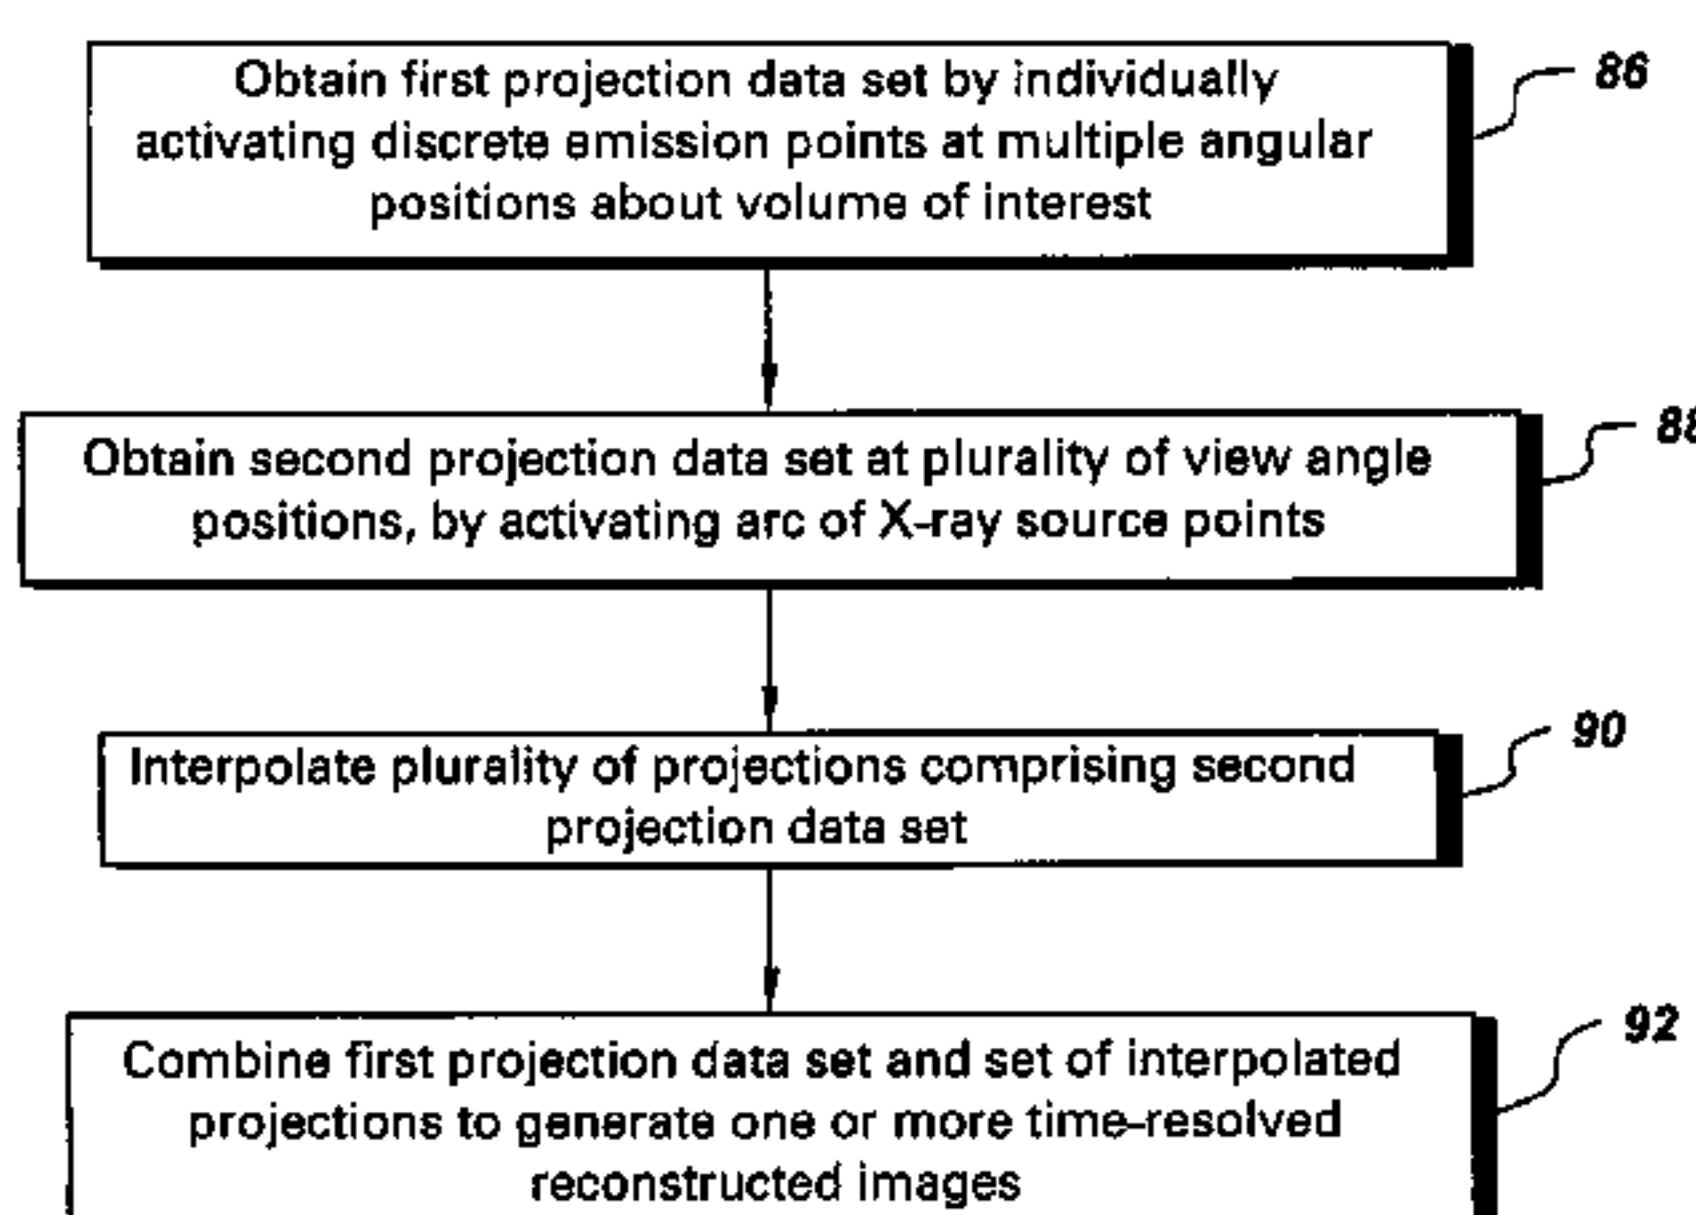 Obtain first projection data set by individually
activating discrete emission points at multiple angular
positions about volume of interest
86
Obtain second projection data set at plurality of view angle
positions, by activating arc of X-ray source points
88
Interpolate plurality of projections comprising second
projection data set
90
Combine first projection data set and set of interpolated
projections to generate one or more time-resolved
reconstructed images
92